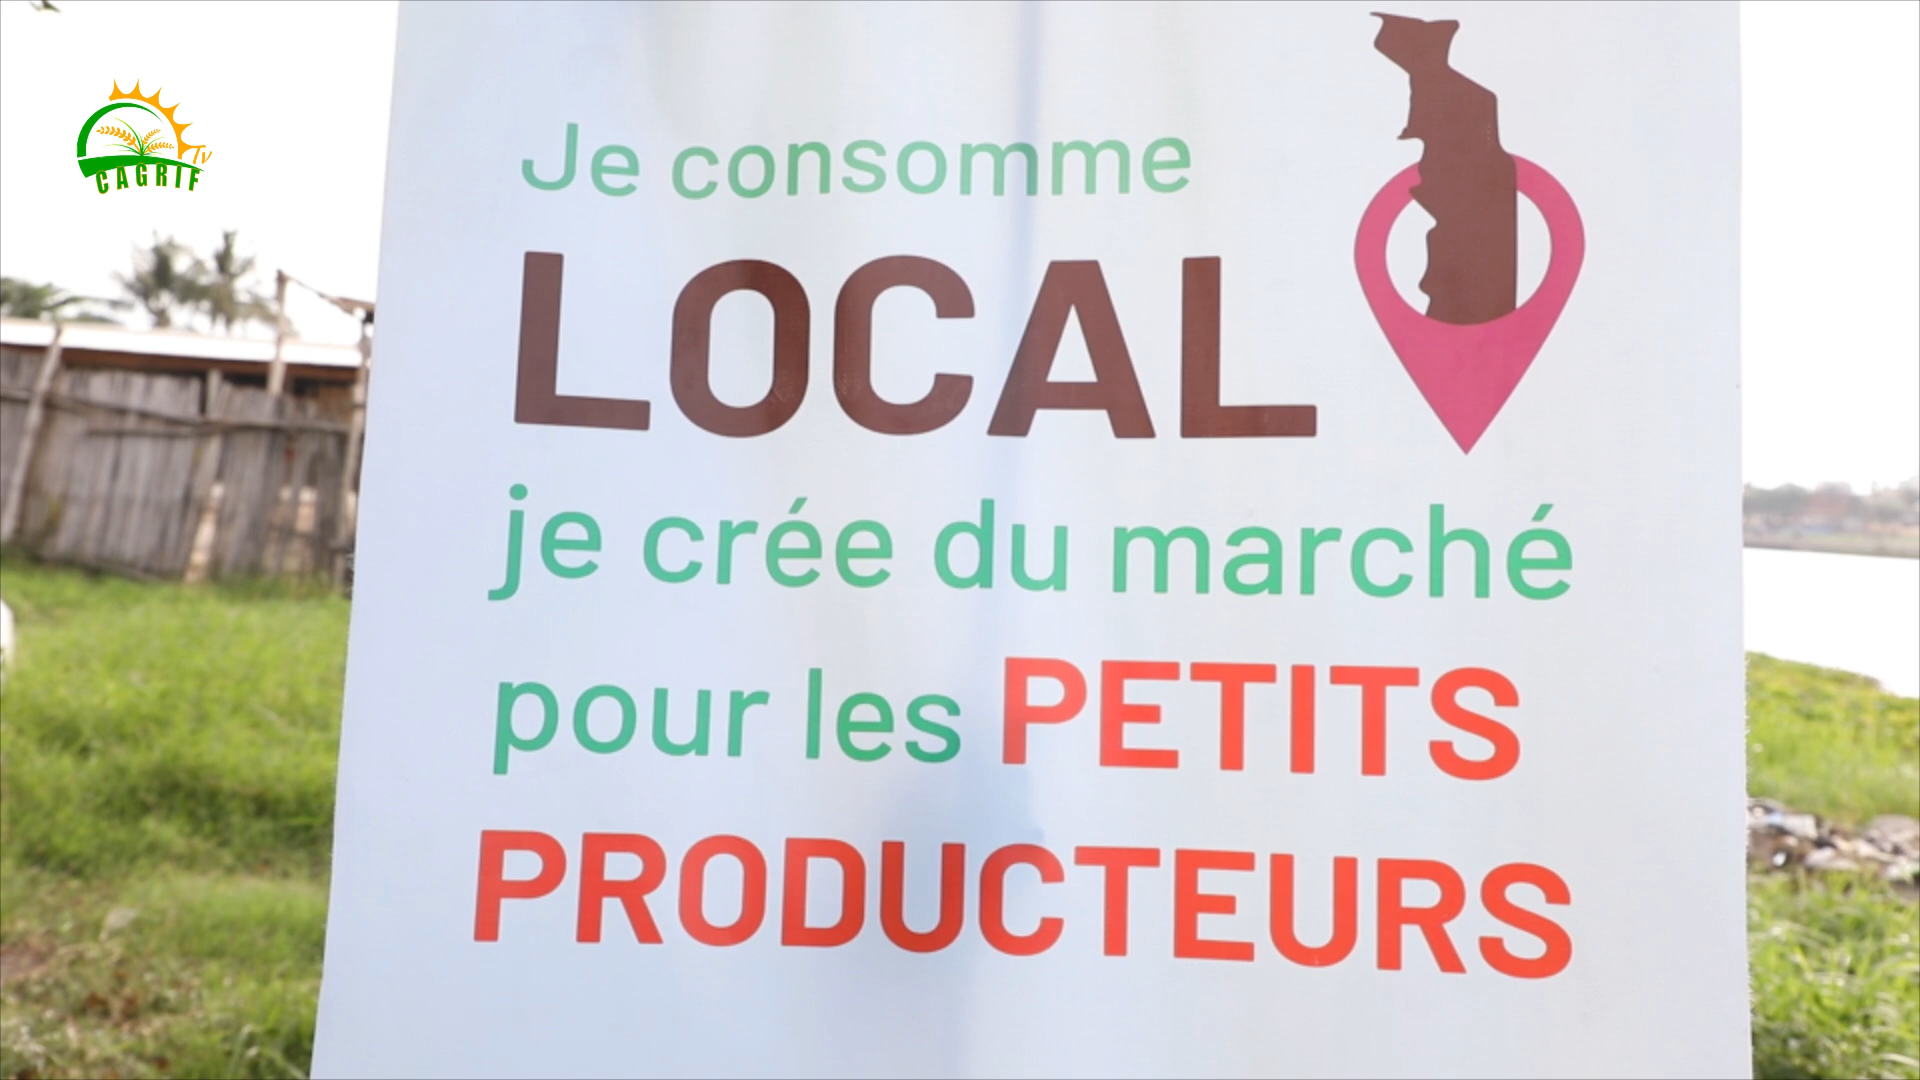 Tv
CAGRIF
Je consomme
LOCAL
je crée du marché
pour les PETITS
PRODUCTEURS